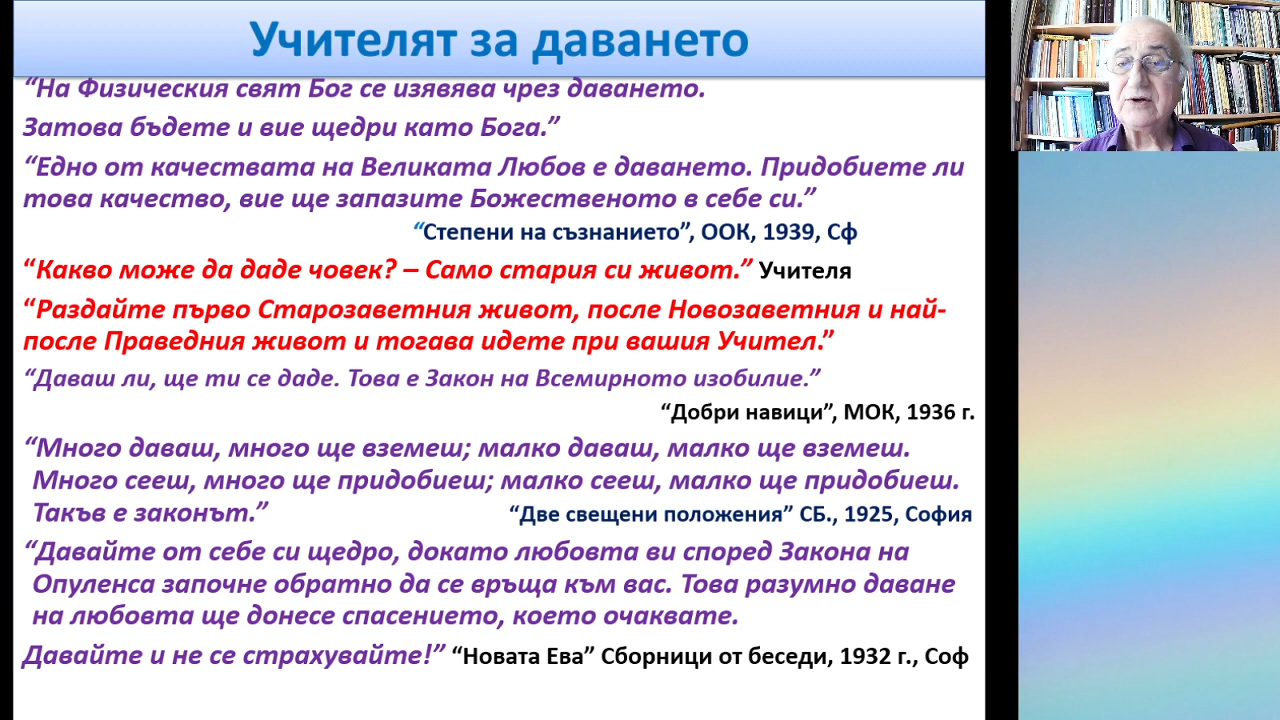 Учителят за даването
“На Физическия свят Бог се изявява чрез даването.
Затова бъдете и вие щедри като Бога.”
“Едно от качествата на Великата Любов е даването. Придобиете ли
това качество, вие ще запазите Божественото в себе си.”
“Степени на съзнанието”, ООК, 1939, Сф
“Какво може да даде човек? – Само стария си живот.” Учителя
“Раздайте първо Старозаветния живот, после Новозаветния и най-
после Праведния живот и тогава идете при вашия Учител.”
“Даваш ли, ще ти се даде. Това е Закон на Всемирното изобилие.”
“Добри навици”, МОК, 1936 г.
“Много даваш, много ще вземеш; малко даваш, малко ще вземеш.
Много сееш, много ще придобиеш; малко сееш, малко ще придобиеш.
Такъв е законът.” “Две свещени положения” СБ., 1925, София
“Давайте от себе си щедро, докато любовта ви според Закона на
Опуленса започне обратно да се връща към вас. Това разумно даване
на любовта ще донесе спасението, което очаквате.
Давайте и не се страхувайте!” “Новата Ева” Сборници от беседи, 1932 г., Соф